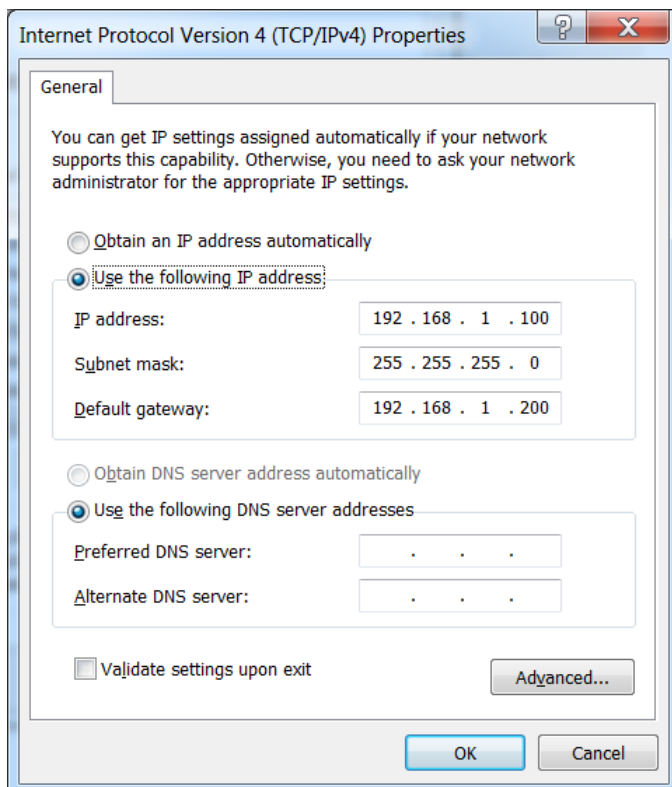 Internet Protocol Version 4 (TCP/IPv4) Properties
General
You can get IP settings assigned automatically if your network
supports this capability. Otherwise, you need to ask your network
administrator for the appropriate IP settings.
Obtain an IP address automatically
Use the following IP address
IP address: 192 . 168 . 1 . 100
Subnet mask: 255 . 255 . 255 . 0
Default gateway: 192 . 168 . 1 . 200
Obtain DNS server address automatically
Use the following DNS server addresses
Preferred DNS server: . . .
Alternate DNS server: . . .
Validate settings upon exit
Advanced...
OK Cancel